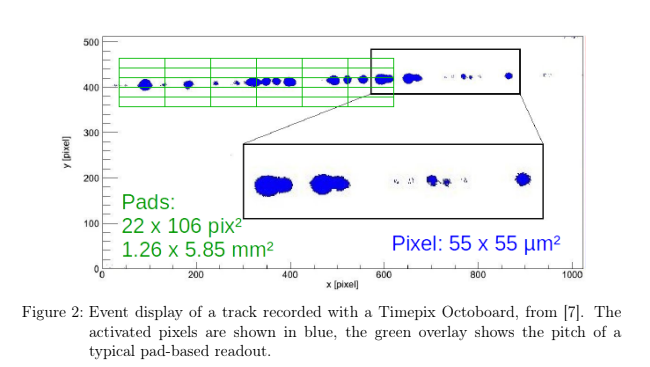 500
400
300
200
100
0
y [pixel]
Pads:
22 x 106 pix²
1.26 x 5.85 mm²
Pixel: 55 x 55 µm²
0
200
400
600
800
1000
x [pixel]
Figure 2: Event display of a track recorded with a Timepix Octoboard, from [7]. The
activated pixels are shown in blue, the green overlay shows the pitch of a
typical pad-based readout.